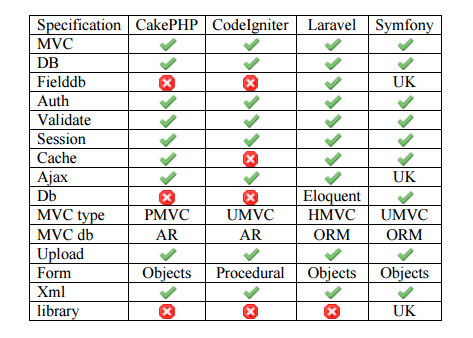 Specification CakePHP CodeIgniter Laravel Symfony
MVC
DB
Fielddb UK
Auth
Validate
Session
Cache
Ajax UK
Db Eloquent
MVC type PMVC UMVC HMVC UMVC
MVC db AR AR ORM ORM
Upload
Form Objects Procedural Objects Objects
Xml
library UK